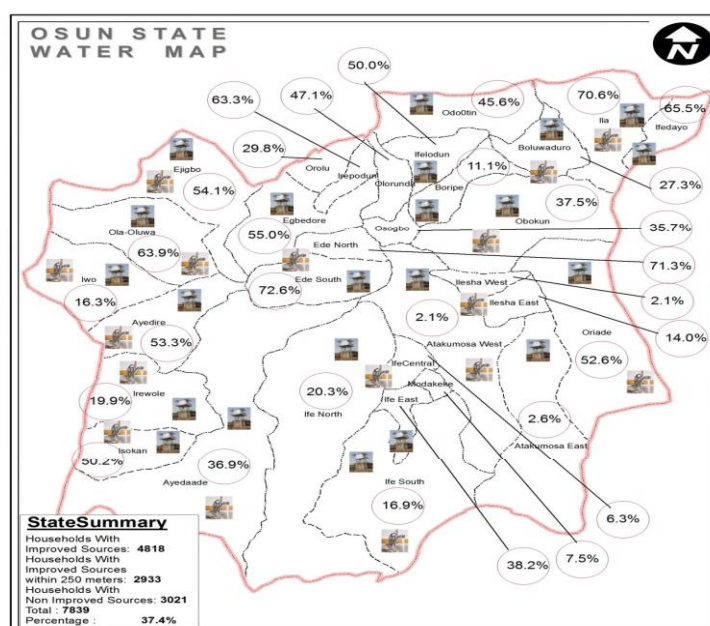 OSUN STATE
WATER MAP
N
50.0%
47.1%
63.3%
29.8%
45.6%
70.6%
65.5%
Odo0tin
Ila
Ifedayo
Ifelodun
Boluwaduro
Orolu
Irepodun
Olorunda
Boripe
11.1%
27.3%
Ejigbo
54.1%
37.5%
Egbedore
Obokun
Osogbo
35.7%
Ola-Oluwa
55.0%
Ede North
63.9%
71.3%
Iwo
Ede South
Ilesha West
2.1%
16.3%
72.6%
Ilesha East
Ayedire
2.1%
14.0%
Oriade
53.3%
Atakumosa West
52.6%
IfeCentral
Irewole
20.3%
Modakeke
19.9%
Ife North
Ife East
2.6%
Isokan
Atakumosa East
50.2%
36.9%
Ayedaade
Ife South
16.9%
6.3%
7.5%
38.2%
StateSummary
Households With
Improved Sources: 4818
Households With
Improved Sources
within 250 meters: 2933
Households With
Non Improved Sources: 3021
Total : 7839
Percentage : 37.4%